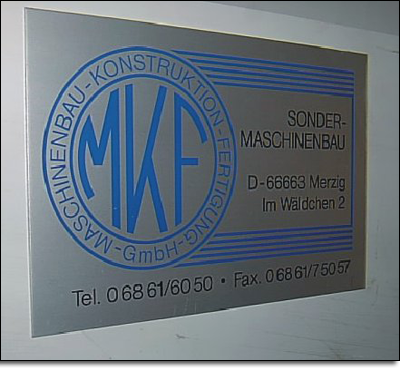 MASCHINENBAU-KONSTRUKTION-FERTIGUNG-GmbH-
MKF
SONDER-
MASCHINENBAU
D-66663 Merzig
Im Wäldchen 2
Tel. 06861/6050 • Fax. 06861/75057